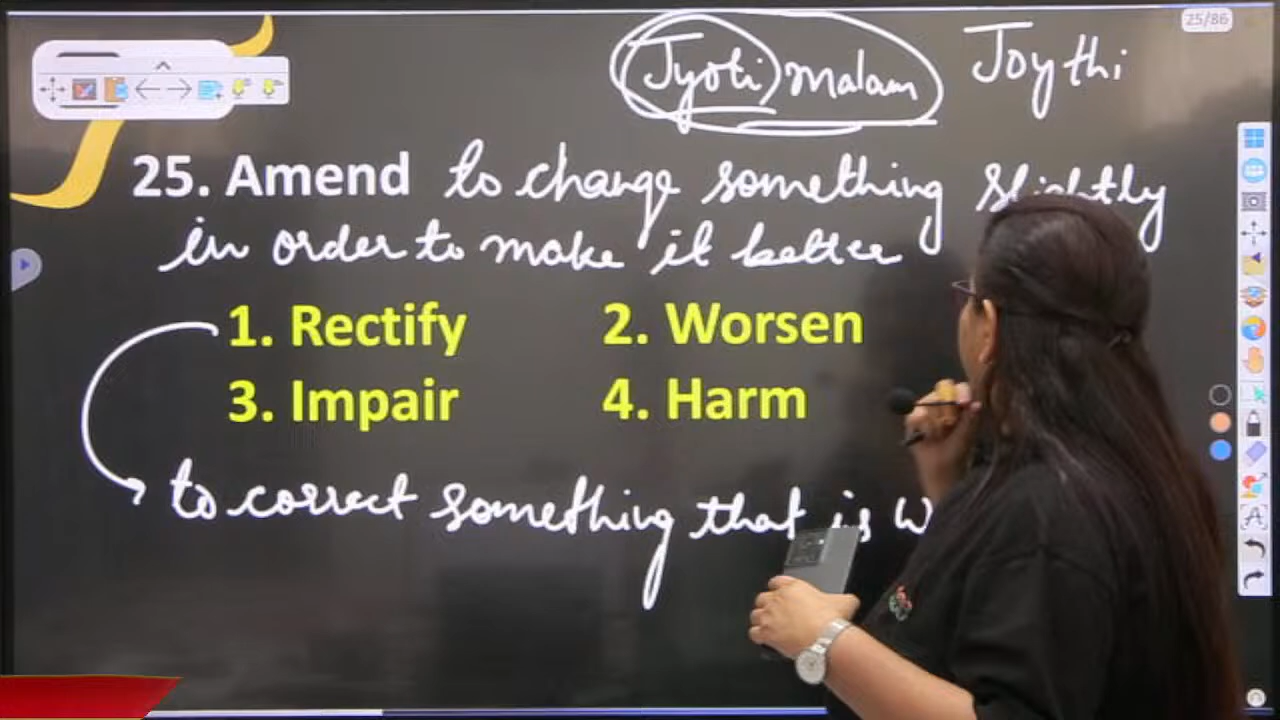 25/86
Jyoti malam Joythi
25. Amend to change something slightly
in order to make it better
1. Rectify 2. Worsen
3. Impair 4. Harm
to correct something that is